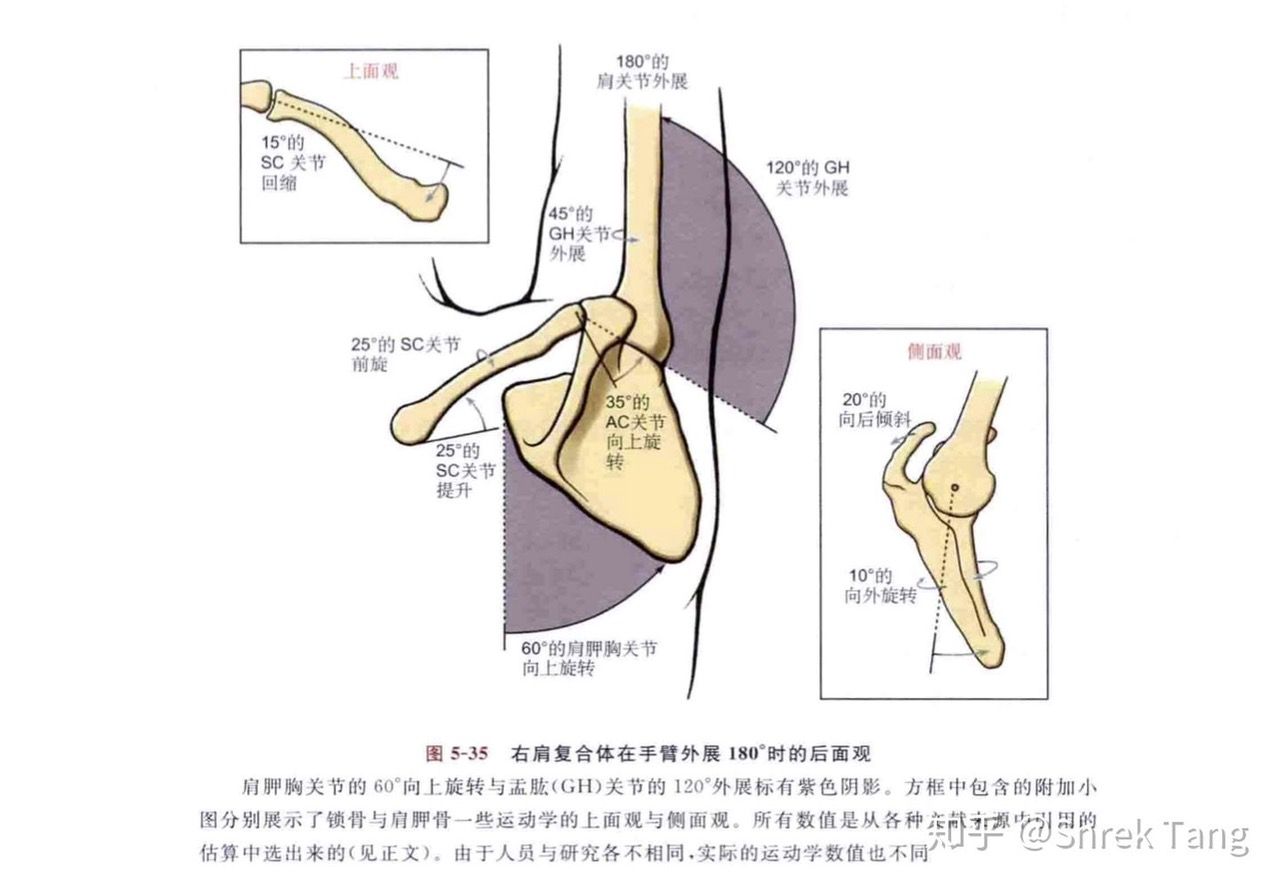 上面观
15°的
SC 关节
回缩
180°的
肩关节外展
120°的 GH
关节外展
45°的
GH关节
外展
25°的 SC关节
前旋
25°的
SC关节
提升
35°的
AC关节
向上旋
转
60°的肩胛胸关节
向上旋转
侧面观
20°的
向后倾斜
10°的
向外旋转
图 5-35 右肩复合体在手臂外展 180°时的后面观
肩胛胸关节的 60°向上旋转与盂肱(GH)关节的 120°外展标有紫色阴影。方框中包含的附加小
图分别展示了锁骨与肩胛骨一些运动学的上面观与侧面观。所有数值是从各种文献来源中引用的
估算中选出来的(见正文)。由于人员与研究各不相同,实际的运动学数值也不同
知乎 @Shrek Tang